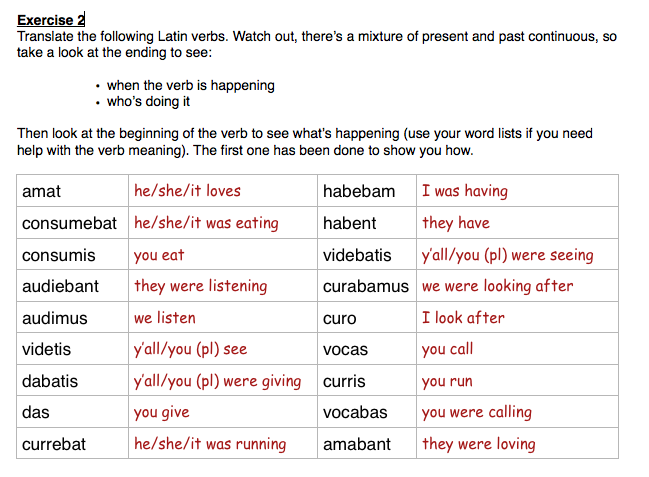 Exercise 2
Translate the following Latin verbs. Watch out, there's a mixture of present and past continuous, so
take a look at the ending to see:
• when the verb is happening
• who's doing it
Then look at the beginning of the verb to see what's happening (use your word lists if you need
help with the verb meaning). The first one has been done to show you how.
amat he/she/it loves habebam I was having
consumebat he/she/it was eating habent they have
consumis you eat videbatis y'all/you (pl) were seeing
audiebant they were listening curabamus we were looking after
audimus we listen curo I look after
videtis y'all/you (pl) see vocas you call
dabatis y'all/you (pl) were giving curris you run
das you give vocabas you were calling
currebat he/she/it was running amabant they were loving